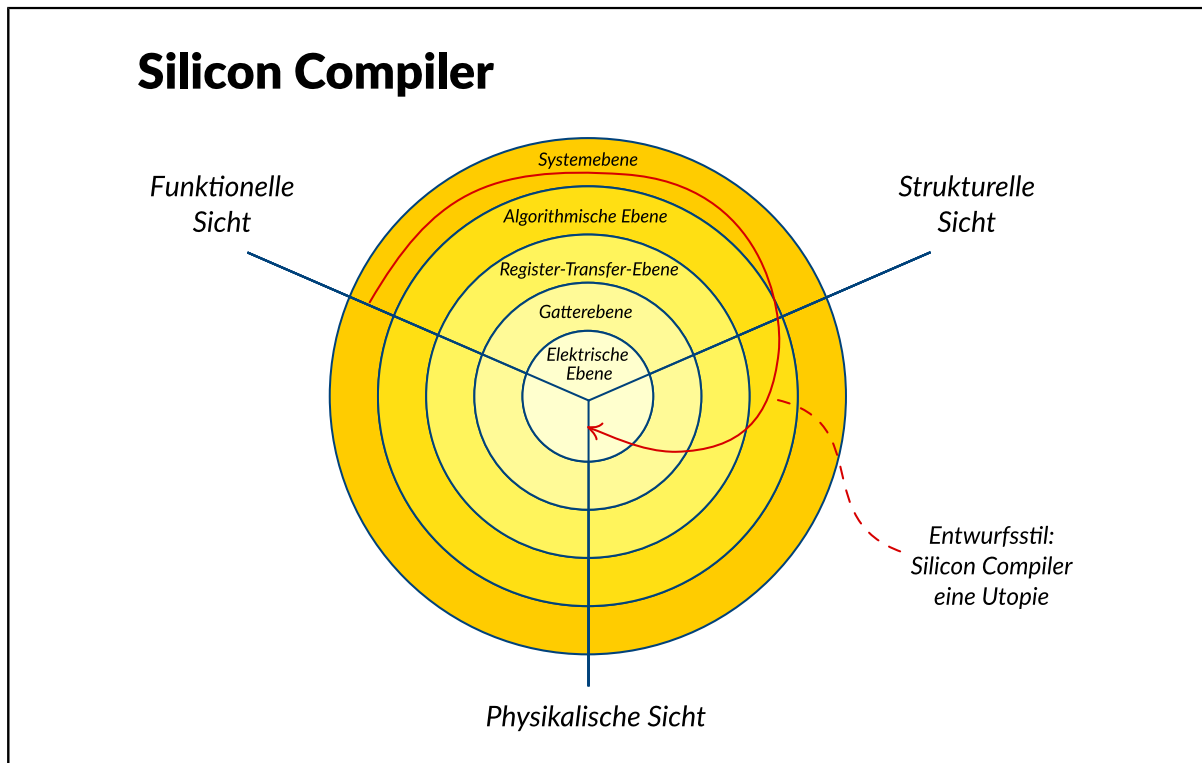 Silicon Compiler
Funktionelle
Sicht
Strukturelle
Sicht
Systemebene
Algorithmische Ebene
Register-Transfer-Ebene
Gatterebene
Elektrische
Ebene
Entwurfsstil:
Silicon Compiler
eine Utopie
Physikalische Sicht